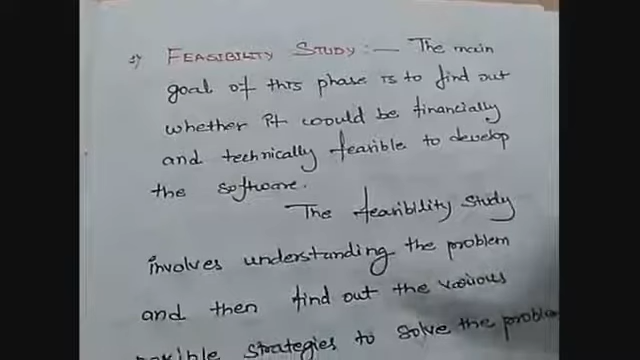 1) FEASIBILITY STUDY :— The main
goal of this phase is to find out
whether it would be financially
and technically feasible to develop
the software.
The feasibility study
involves understanding the problem
and then find out the various
possible strategies to solve the problem